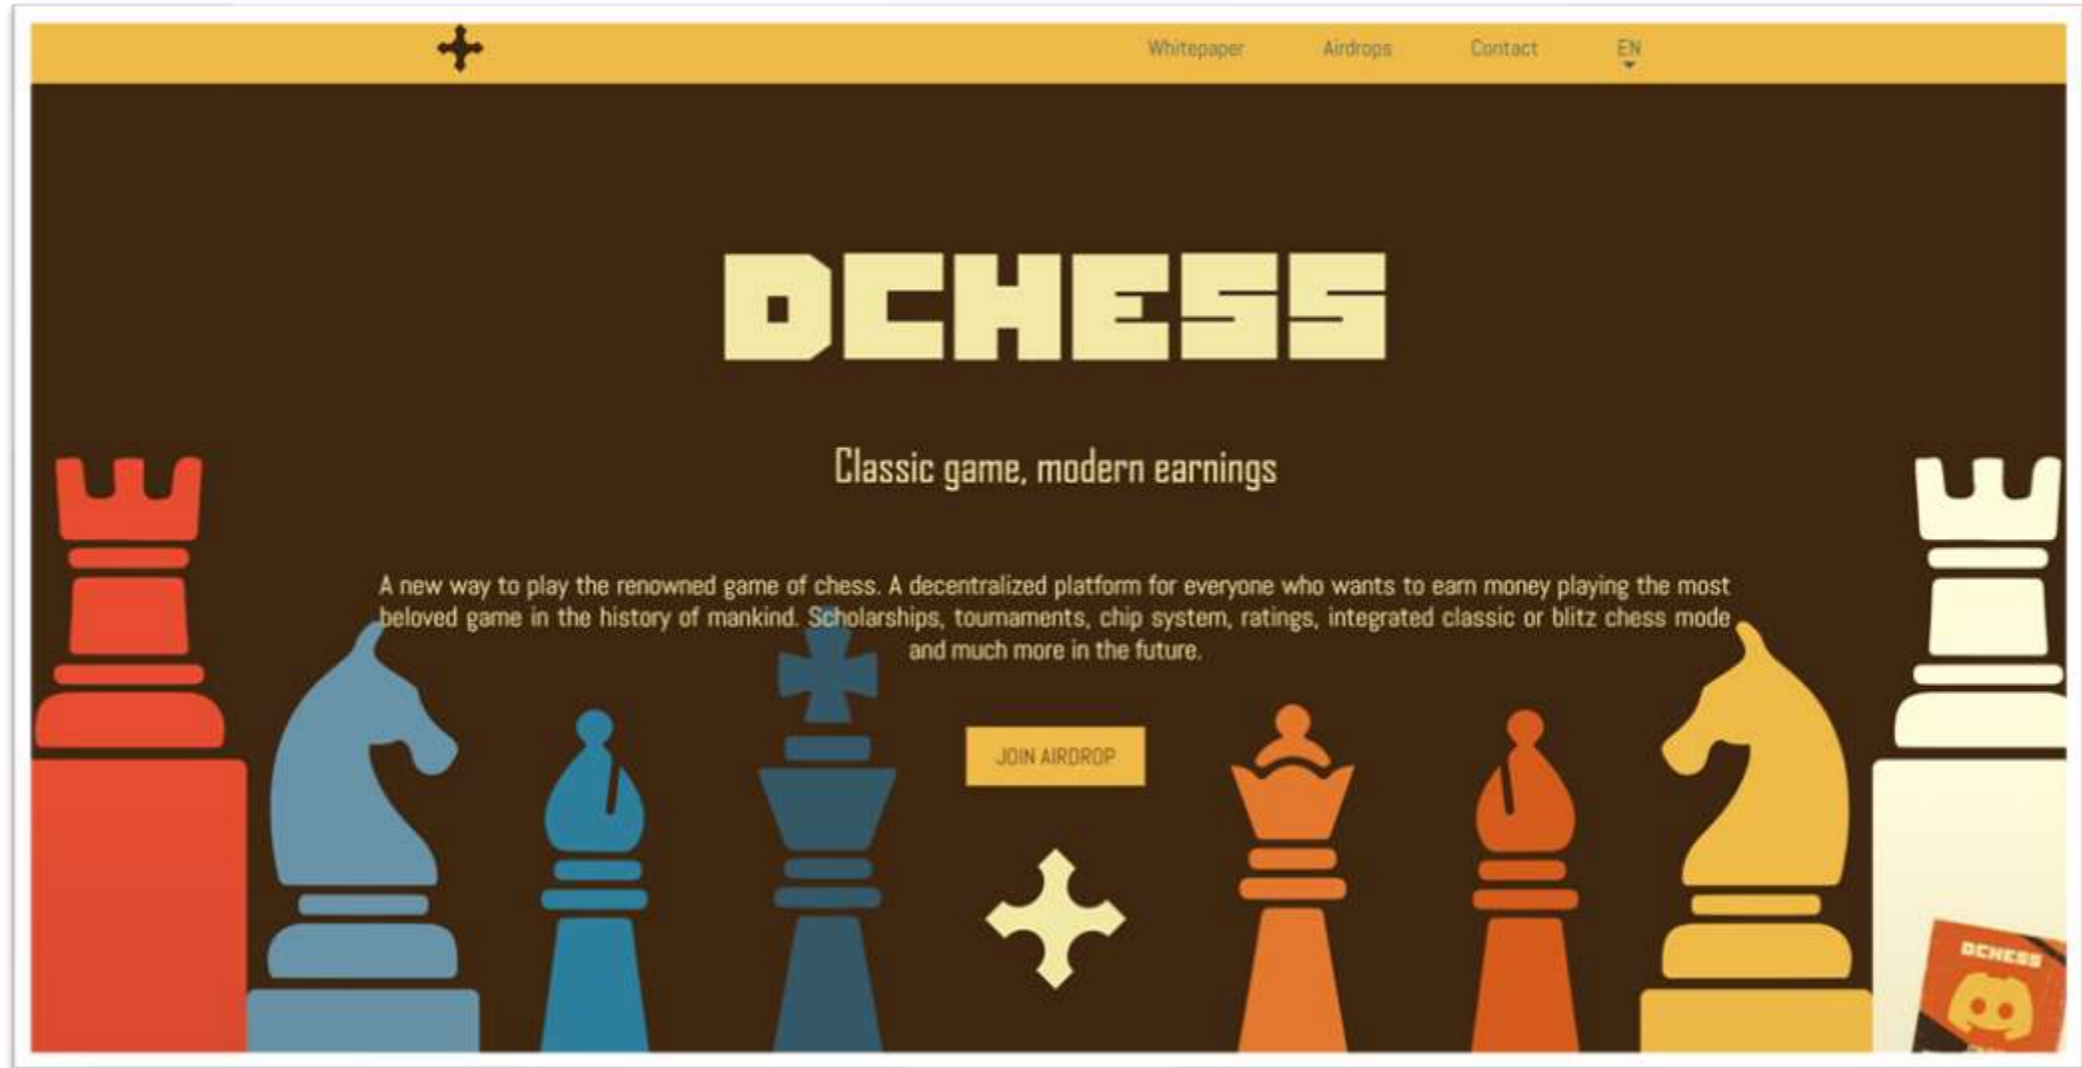 Whitepaper Airdrops Contact EN
DCHESS
Classic game, modern earnings
A new way to play the renowned game of chess. A decentralized platform for everyone who wants to earn money playing the most
beloved game in the history of mankind. Scholarships, tournaments, chip system, ratings, integrated classic or blitz chess mode
and much more in the future.
JOIN AIRDROP
DCHESS